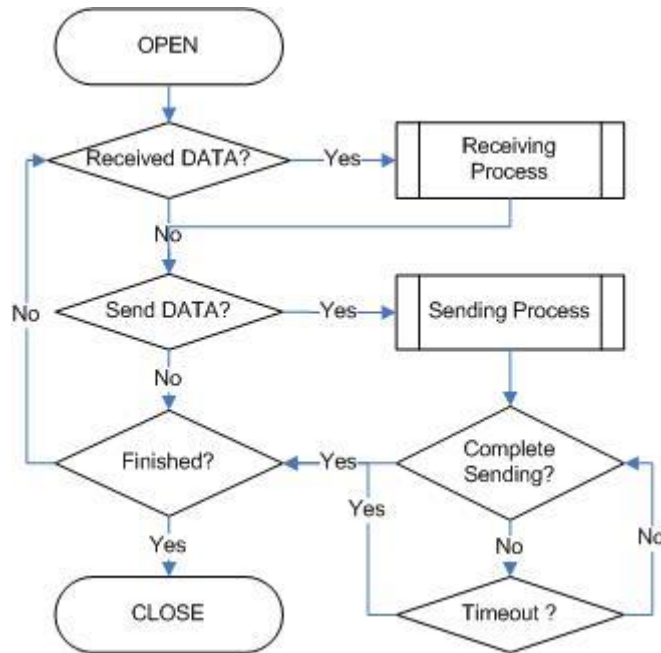 OPEN
Received DATA?
Yes
Receiving
Process
No
Send DATA?
Yes
Sending Process
No
No
Finished?
Yes
Complete
Sending?
Yes
No
No
Yes
CLOSE
Timeout ?